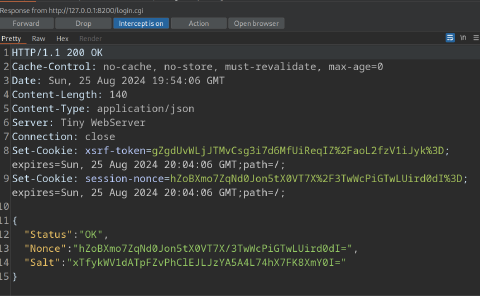 Response from http://127.0.0.1:8200/login.cgi
Forward Drop Intercept is on Action Open browser
Pretty Raw Hex Render \n
1 HTTP/1.1 200 OK
2 Cache-Control: no-cache, no-store, must-revalidate, max-age=0
3 Date: Sun, 25 Aug 2024 19:54:06 GMT
4 Content-Length: 140
5 Content-Type: application/json
6 Server: Tiny WebServer
7 Connection: close
8 Set-Cookie: xsrf-token=gZgdUvWLjJTMvCsg3i7d6MfUiReqIZ%2FaoL2fzV1iJyk%3D;
expires=Sun, 25 Aug 2024 20:04:06 GMT;path=/;
9 Set-Cookie: session-nonce=hZoBXmo7ZqNd0Jon5tX0VT7X%2F3TwWcPiGTwLUird0dI%3D;
expires=Sun, 25 Aug 2024 20:04:06 GMT;path=/;
10
11 {
12 "Status":"OK",
13 "Nonce":"hZoBXmo7ZqNd0Jon5tX0VT7X/3TwWcPiGTwLUird0dI=",
14 "Salt":"xTfykWV1dATpFZvPhClEJLJzYA5A4L74hX7FK8XmY0I="
15 }